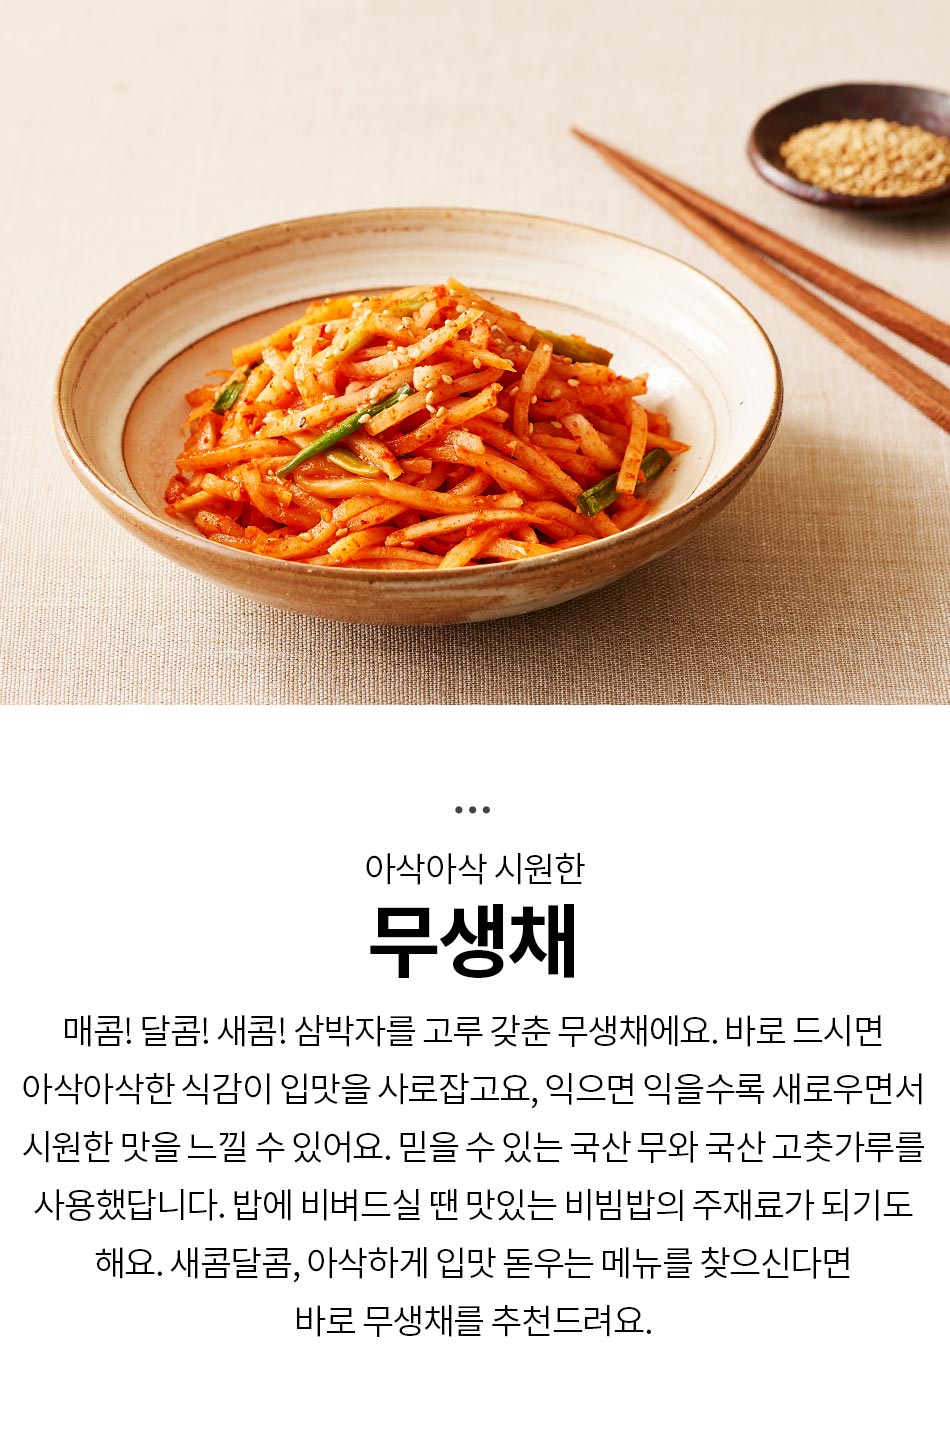 아삭아삭 시원한
무생채
매콤! 달콤! 새콤! 삼박자를 고루 갖춘 무생채에요. 바로 드시면
아삭아삭한 식감이 입맛을 사로잡고요, 익으면 익을수록 새로우면서
시원한 맛을 느낄 수 있어요. 믿을 수 있는 국산 무와 국산 고춧가루를
사용했답니다. 밥에 비벼드실 땐 맛있는 비빔밥의 주재료가 되기도
해요. 새콤달콤, 아삭하게 입맛 돋우는 메뉴를 찾으신다면
바로 무생채를 추천드려요.